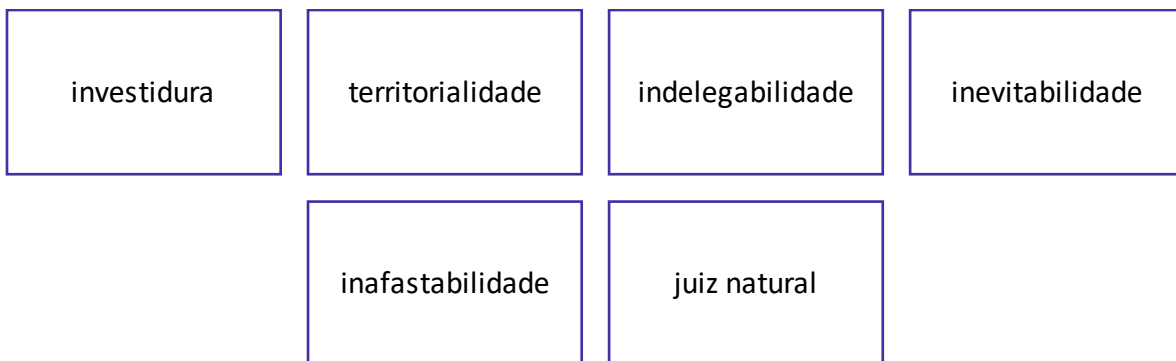 investidura
territorialidade
indelegabilidade
inevitabilidade
inafastabilidade
juiz natural